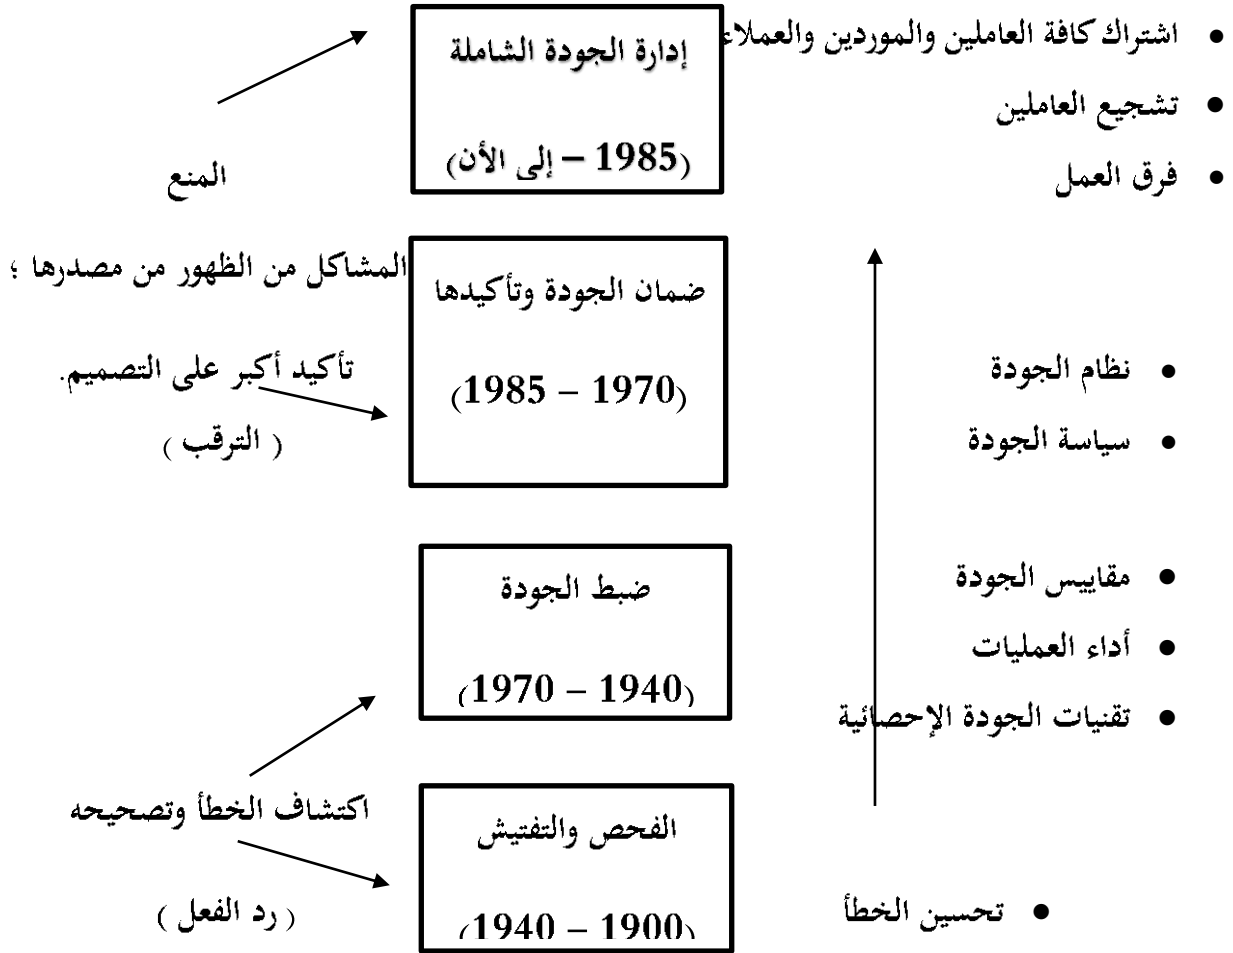 • اشتراك كافة العاملين والموردين والعملاء
• تشجيع العاملين
• فرق العمل
إدارة الجودة الشاملة
(1985 – إلى الأن)
المنع
المشاكل من الظهور من مصدرها ؛
تأكيد أكبر على التصميم.
( الترقب )
ضمان الجودة وتأكيدها
(1970 – 1985)
• نظام الجودة
• سياسة الجودة
• مقاييس الجودة
• أداء العمليات
• تقنيات الجودة الإحصائية
ضبط الجودة
(1940 – 1970)
اكتشاف الخطأ وتصحيحه
( رد الفعل )
الفحص والتفتيش
(1900 – 1940)
• تحسين الخطأ